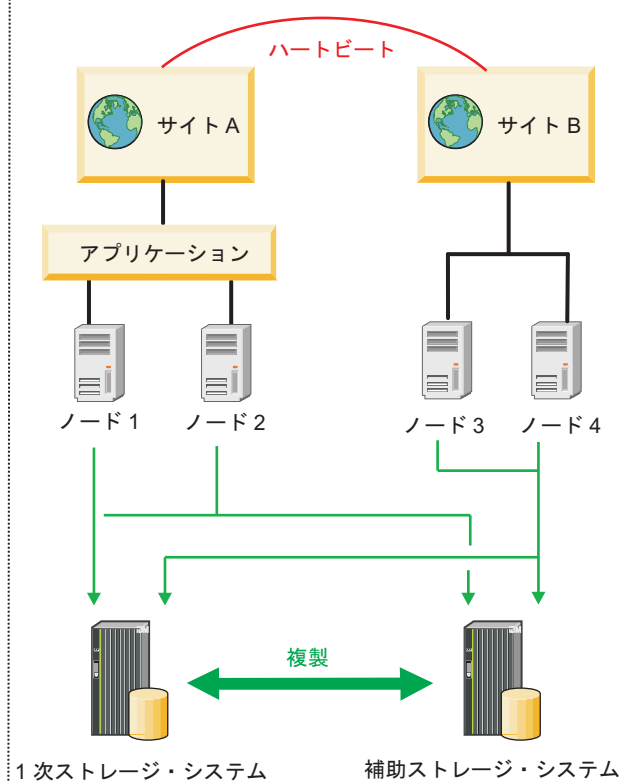 ハートビート
サイト A
サイト B
アプリケーション
ノード 1
ノード 2
ノード 3
ノード 4
複製
1 次ストレージ・システム
補助ストレージ・システム